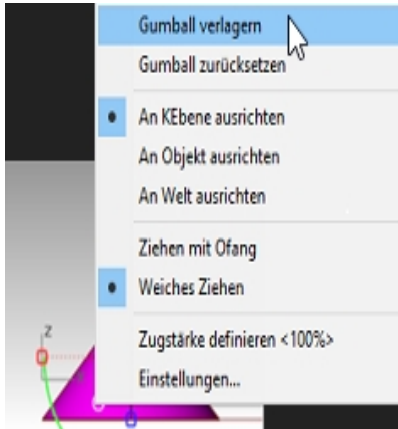 Gumball verlagern
Gumball zurücksetzen
An KEbene ausrichten
An Objekt ausrichten
An Welt ausrichten
Ziehen mit Ofang
Weiches Ziehen
Zugstärke definieren <100%>
Einstellungen...
z